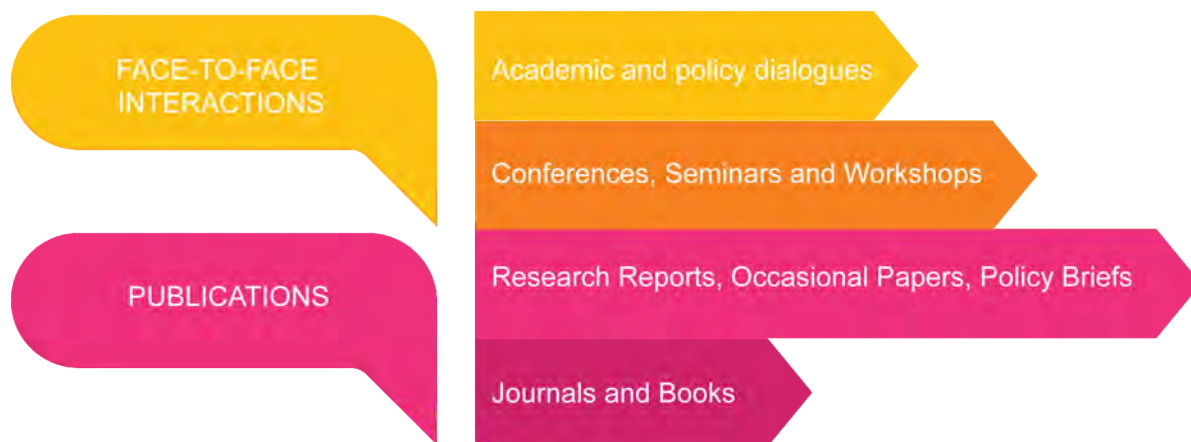 FACE-TO-FACE
INTERACTIONS
Academic and policy dialogues
Conferences, Seminars and Workshops
PUBLICATIONS
Research Reports, Occasional Papers, Policy Briefs
Journals and Books